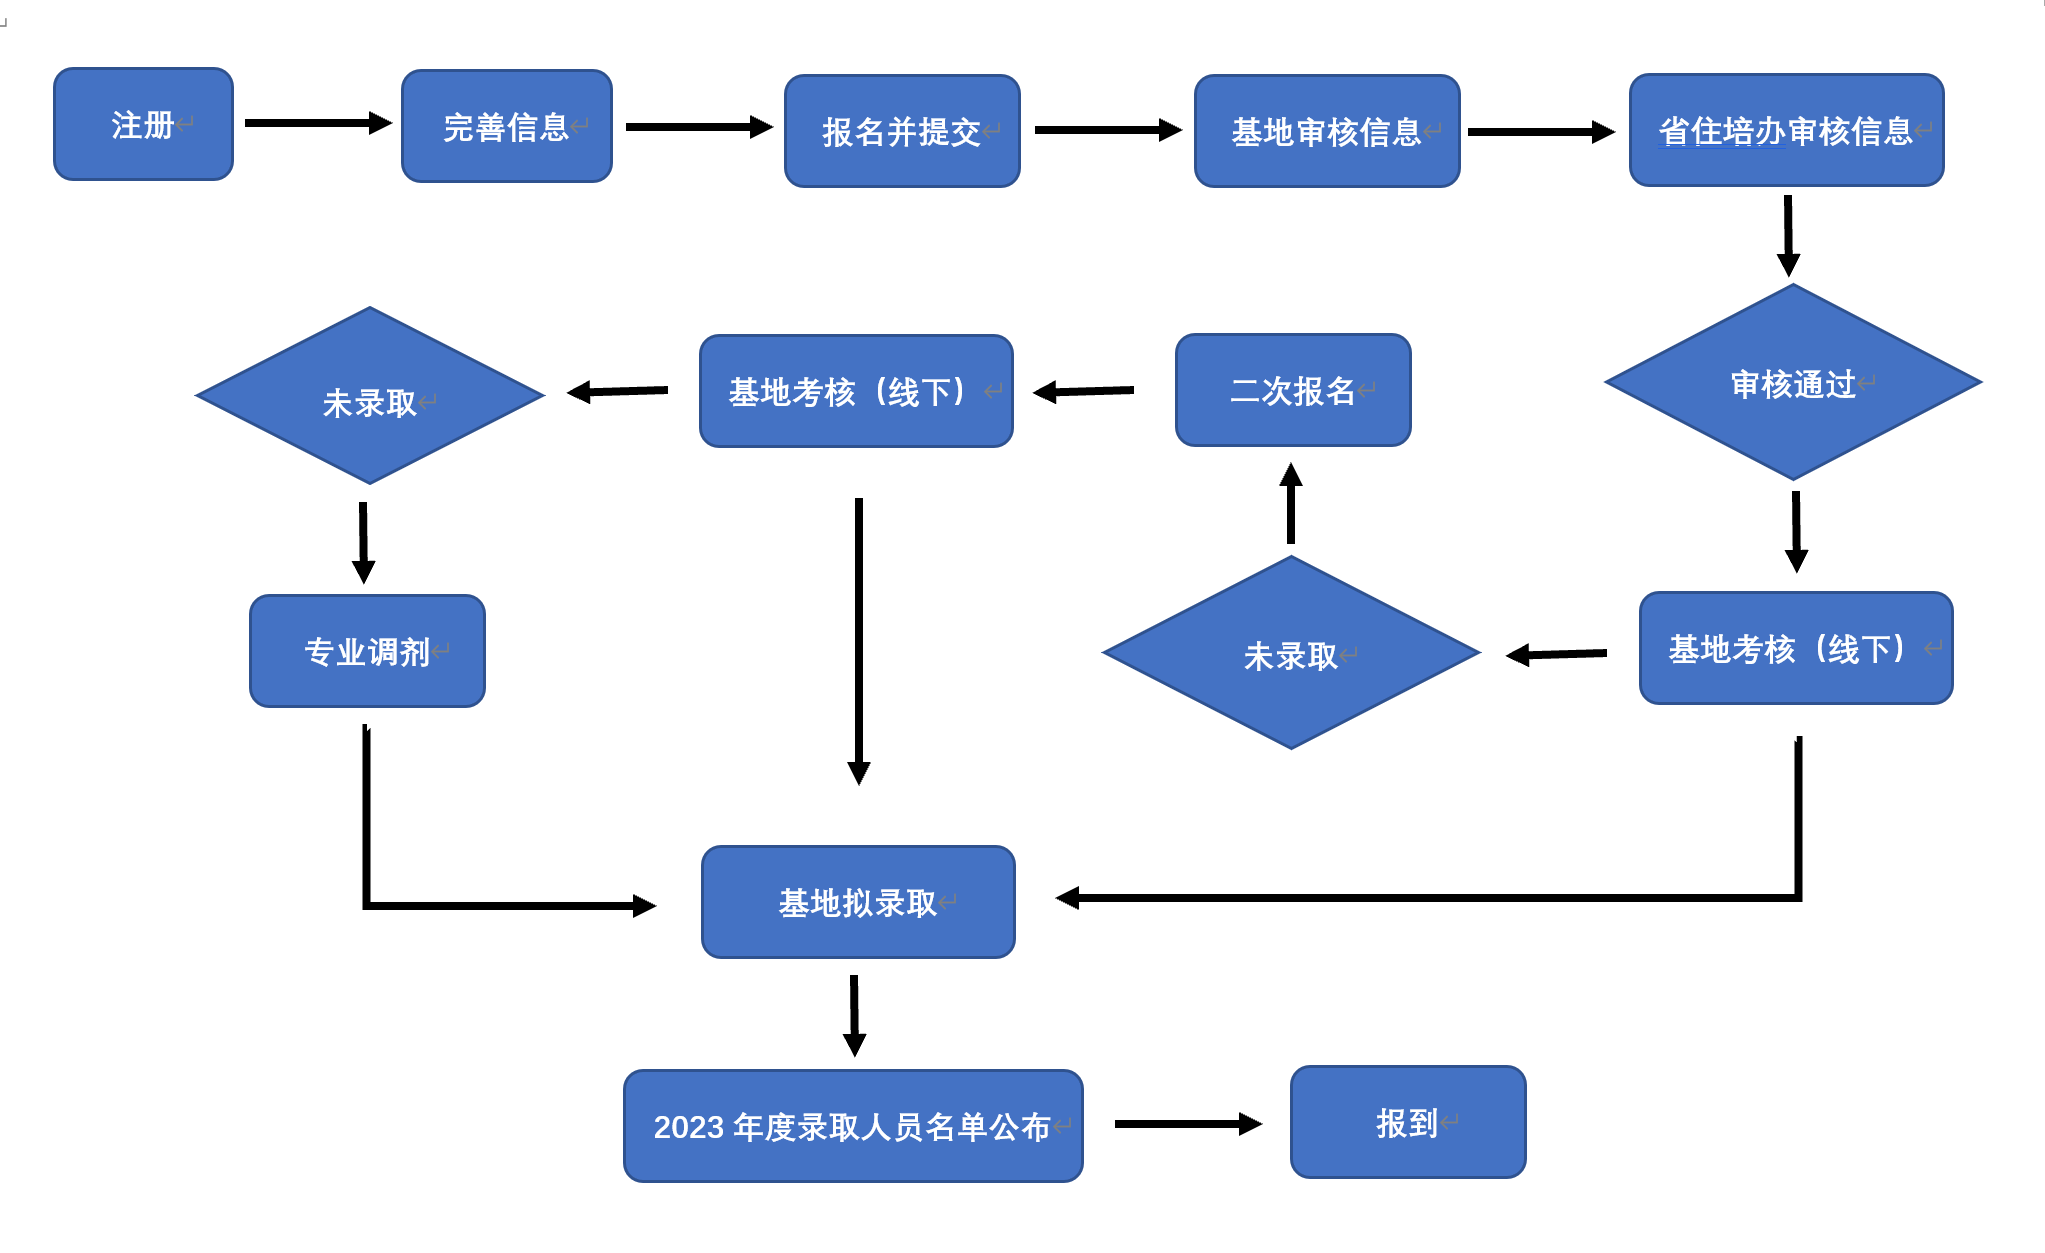 注册
完善信息
报名并提交
基地审核信息
省住培办审核信息
未录取
基地考核（线下）
二次报名
审核通过
专业调剂
未录取
基地考核（线下）
基地拟录取
2023 年度录取人员名单公布
报到